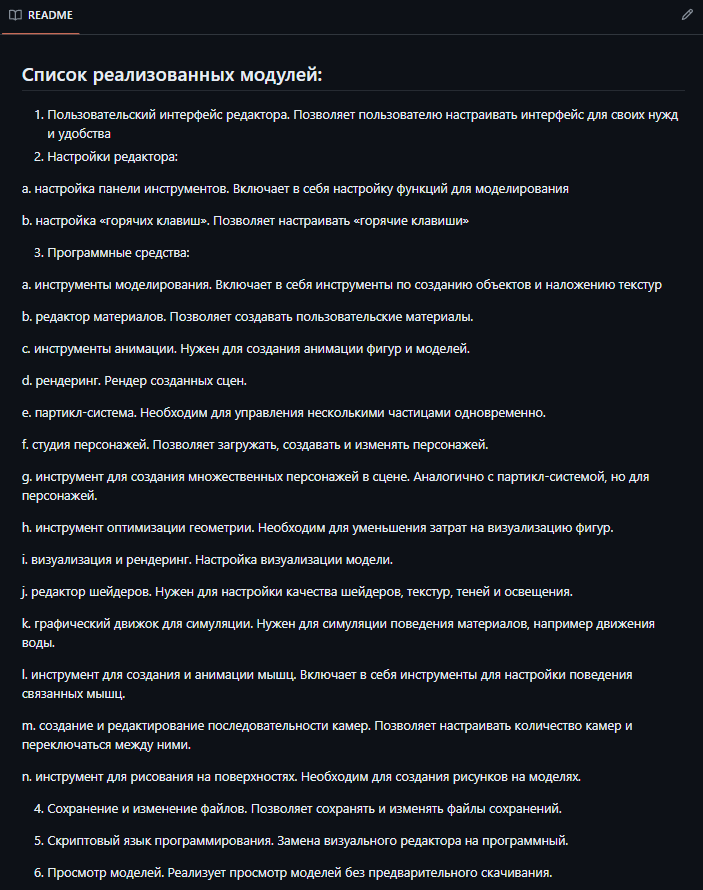 README
Список реализованных модулей:
1. Пользовательский интерфейс редактора. Позволяет пользователю настраивать интерфейс для своих нужд
и удобства
2. Настройки редактора:
a. настройка панели инструментов. Включает в себя настройку функций для моделирования
b. настройка «горячих клавиш». Позволяет настраивать «горячие клавиши»
3. Программные средства:
a. инструменты моделирования. Включает в себя инструменты по созданию объектов и наложению текстур
b. редактор материалов. Позволяет создавать пользовательские материалы.
c. инструменты анимации. Нужен для создания анимации фигур и моделей.
d. рендеринг. Рендер созданных сцен.
e. партикл-система. Необходим для управления несколькими частицами одновременно.
f. студия персонажей. Позволяет загружать, создавать и изменять персонажей.
g. инструмент для создания множественных персонажей в сцене. Аналогично с партикл-системой, но для
персонажей.
h. инструмент оптимизации геометрии. Необходим для уменьшения затрат на визуализацию фигур.
i. визуализация и рендеринг. Настройка визуализации модели.
j. редактор шейдеров. Нужен для настройки качества шейдеров, текстур, теней и освещения.
k. графический движок для симуляции. Нужен для симуляции поведения материалов, например движения
воды.
l. инструмент для создания и анимации мышц. Включает в себя инструменты для настройки поведения
связанных мышц.
m. создание и редактирование последовательности камер. Позволяет настраивать количество камер и
переключаться между ними.
n. инструмент для рисования на поверхностях. Необходим для создания рисунков на моделях.
4. Сохранение и изменение файлов. Позволяет сохранять и изменять файлы сохранений.
5. Скриптовый язык программирования. Замена визуального редактора на программный.
6. Просмотр моделей. Реализует просмотр моделей без предварительного скачивания.